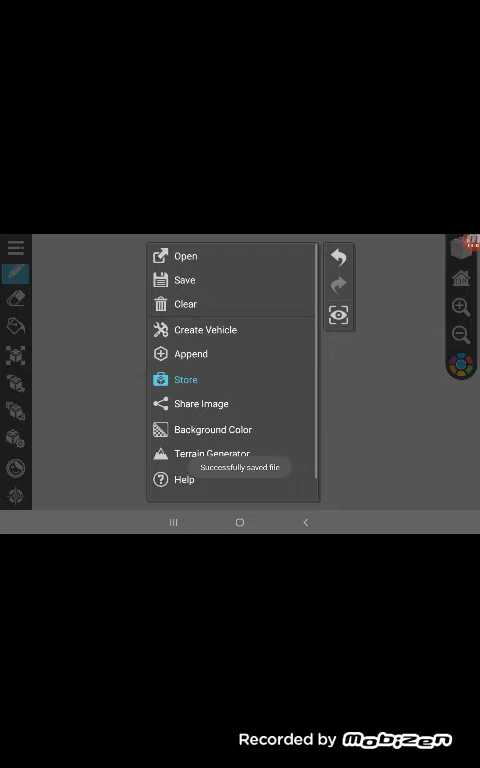 Open
Save
Clear
Create Vehicle
Append
Store
Share Image
Background Color
Terrain Generator
Successfully saved file
Help
Recorded by Mobizen